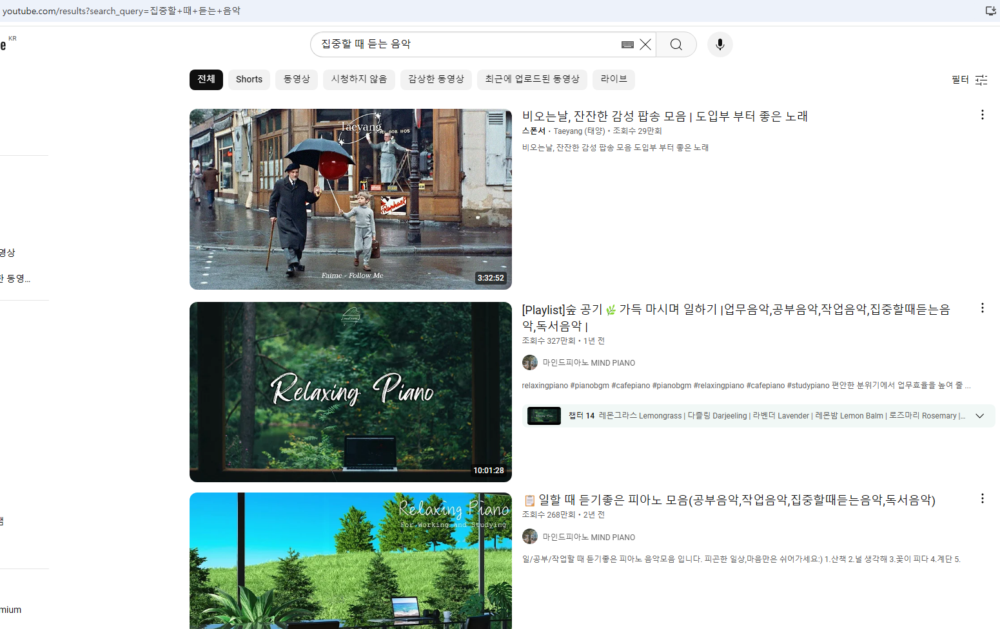 youtube.com/results?search_query=집중할+때+듣는+음악
KR
e
집중할 때 듣는 음악
전체
Shorts
동영상
시청하지 않음
감상한 동영상
최근에 업로드된 동영상
라이브
필터
Taeyang
Raphaël
Faime - Follow Me
3:32:52
비오는날, 잔잔한 감성 팝송 모음 | 도입부 부터 좋은 노래
스폰서 · Taeyang (태양) • 조회수 29만회
비오는날, 잔잔한 감성 팝송 모음 도입부 부터 좋은 노래
영상
한 동영...
Relaxing Piano
10:01:28
[Playlist]숲 공기 🌿 가득 마시며 일하기 |업무음악,공부음악,작업음악,집중할때듣는음
악,독서음악 |
조회수 327만회 • 1년 전
마인드피아노 MIND PIANO
relaxingpiano #pianobgm #cafepiano #pianobgm #relaxingpiano #cafepiano #studypiano 편안한 분위기에서 업무효율을 높여 줄 ...
챕터 14 레몬그라스 Lemongrass | 다즐링 Darjeeling | 라벤더 Lavender | 레몬밤 Lemon Balm | 로즈마리 Rosemary |...
Relaxing Piano
For Working and Studying
📋 일할 때 듣기좋은 피아노 모음(공부음악,작업음악,집중할때듣는음악,독서음악)
조회수 268만회 • 2년 전
마인드피아노 MIND PIANO
일/공부/작업할 때 듣기좋은 피아노 음악모음 입니다. 피곤한 일상,마음만은 쉬어가세요:) 1.산책 2.널 생각해 3.꽃이 피다 4.계단 5.
mium